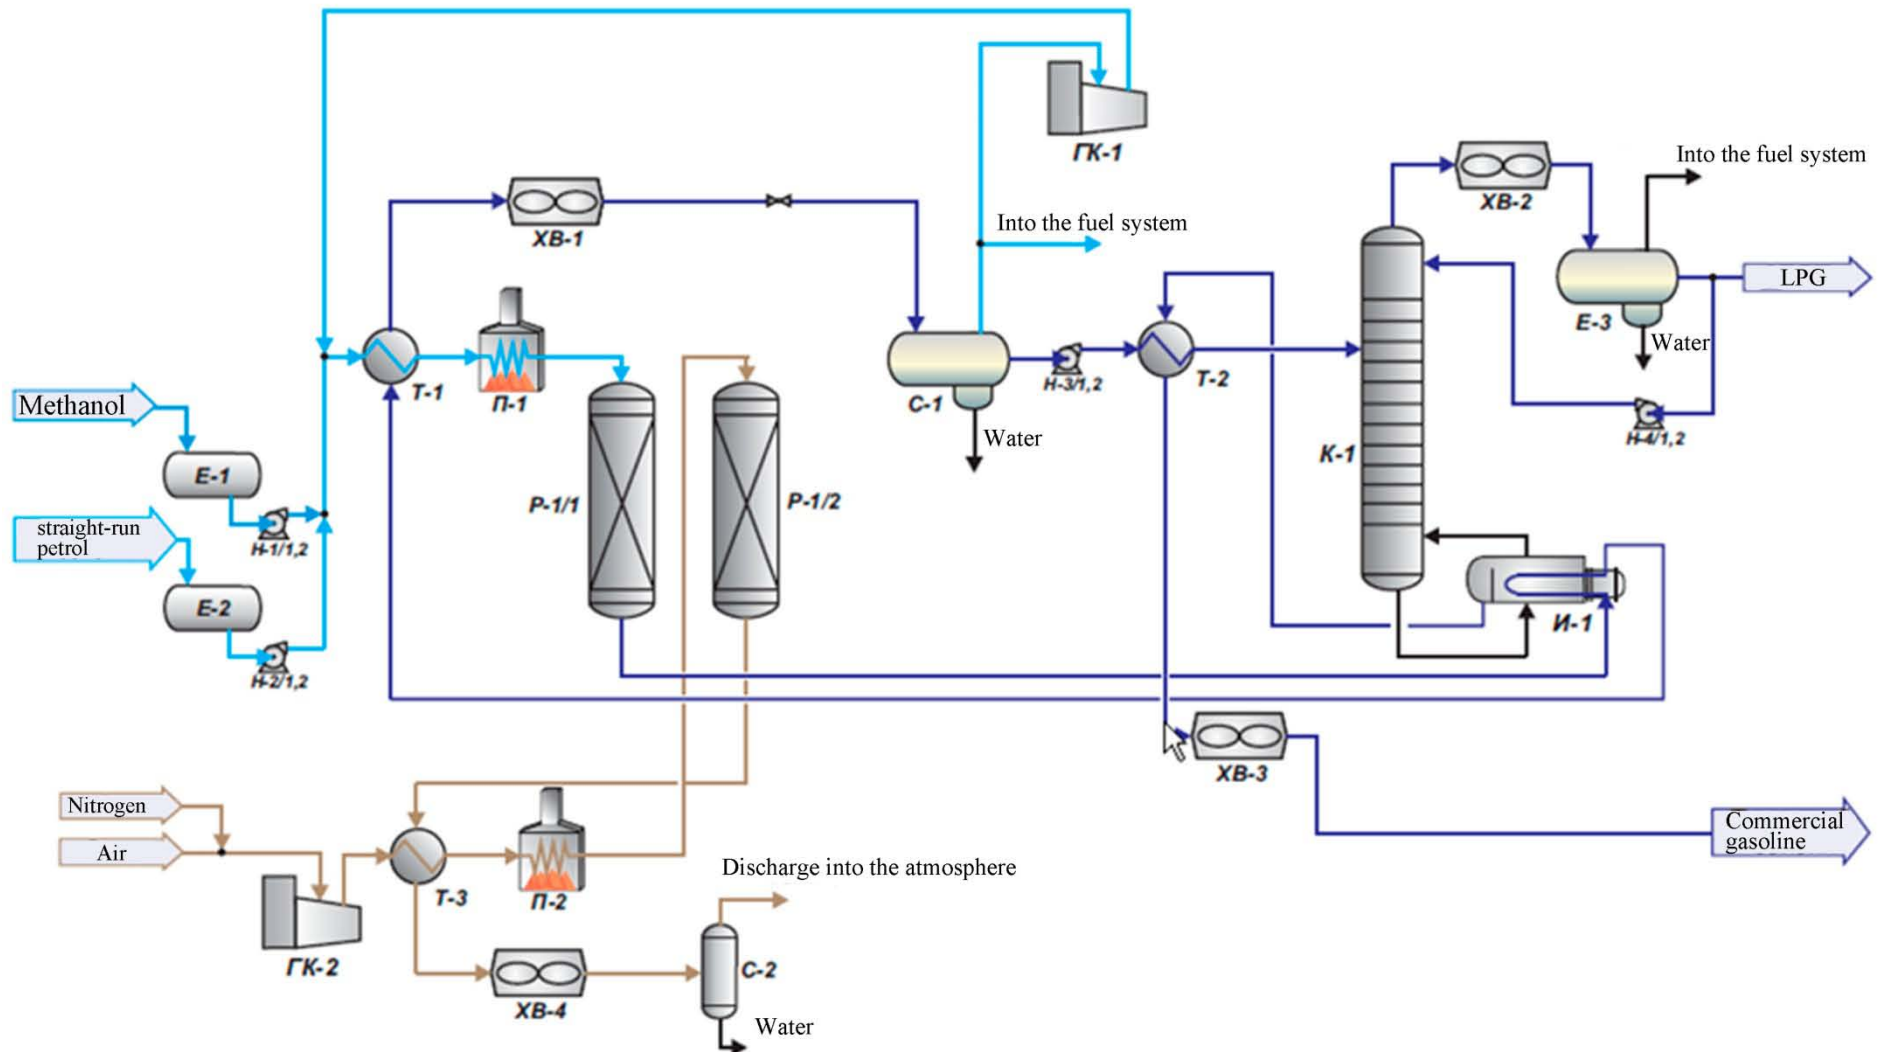 ГК-1
Into the fuel system
ХВ-2
ХВ-1
Into the fuel system
LPG
Е-3
Water
Т-1
П-1
С-1
Н-3/1,2
Т-2
Methanol
Water
Н-4/1,2
К-1
Е-1
Р-1/1
Р-1/2
straight-run
petrol
Н-1/1,2
Е-2
И-1
Н-2/1,2
ХВ-3
Nitrogen
Commercial
gasoline
Air
Discharge into the atmosphere
Т-3
П-2
ГК-2
С-2
ХВ-4
Water